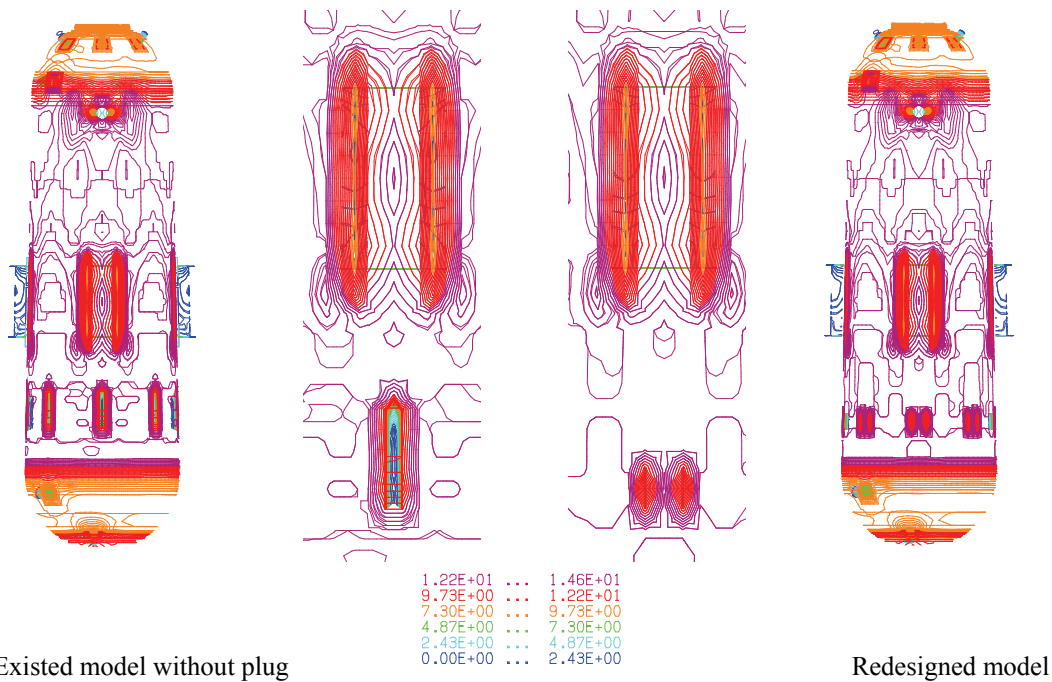 1.22E+01 ... 1.46E+01
9.73E+00 ... 1.22E+01
7.30E+00 ... 9.73E+00
4.87E+00 ... 7.30E+00
2.43E+00 ... 4.87E+00
0.00E+00 ... 2.43E+00
Existed model without plug
Redesigned model